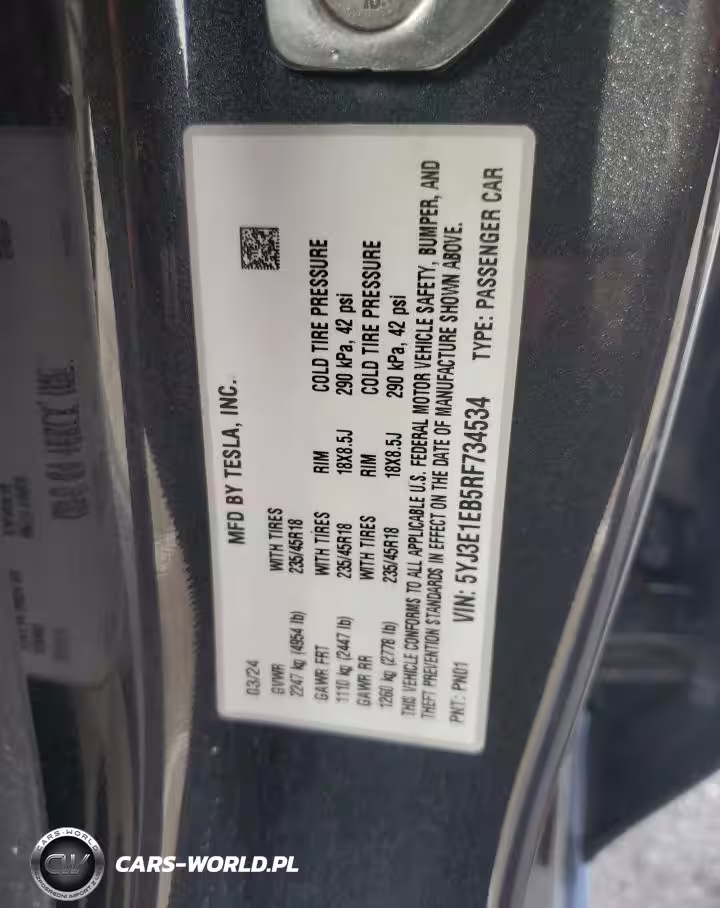 MFD BY TESLA, INC.
03/24
GVWR WITH TIRES
2247 kg (4954 lb) 235/45R18
GAWR FRT WITH TIRES RIM COLD TIRE PRESSURE
1110 kg (2447 lb) 235/45R18 18X8.5J 290 kPa, 42 psi
GAWR RR WITH TIRES RIM COLD TIRE PRESSURE
1260 kg (2778 lb) 235/45R18 18X8.5J 290 kPa, 42 psi
THIS VEHICLE CONFORMS TO ALL APPLICABLE U.S. FEDERAL MOTOR VEHICLE SAFETY, BUMPER, AND
THEFT PREVENTION STANDARDS IN EFFECT ON THE DATE OF MANUFACTURE SHOWN ABOVE.
PNT: PN01 VIN: 5YJ3E1EB5RF734534 TYPE: PASSENGER CAR
CARS-WORLD
CW
CARS-WORLD.PL